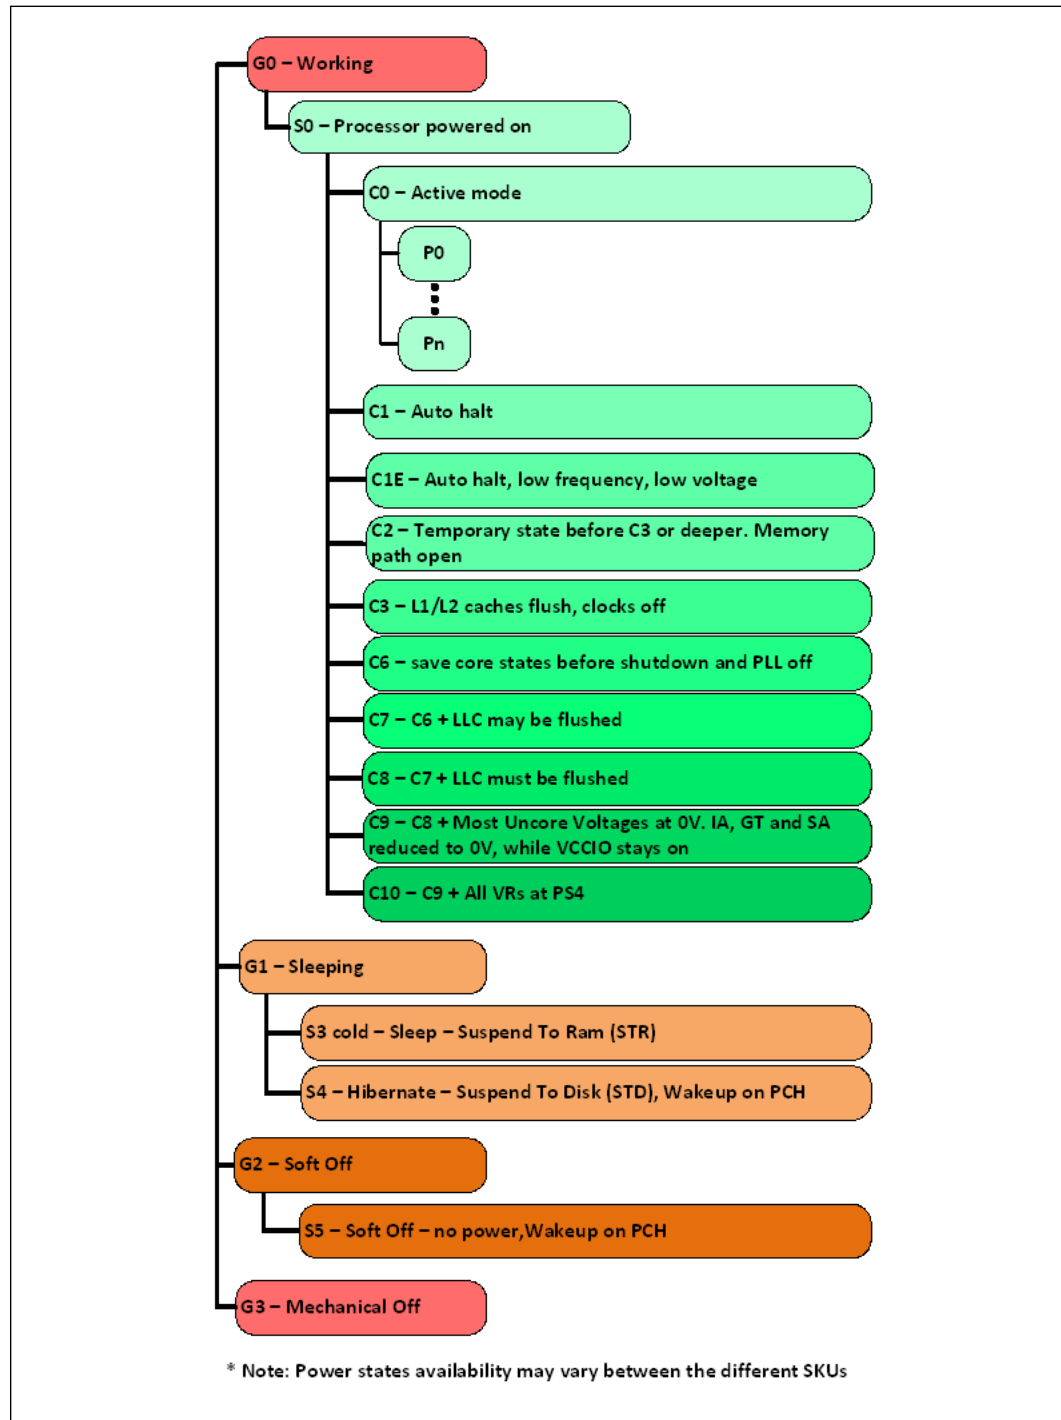 G0 – Working
S0 – Processor powered on
C0 – Active mode
P0
Pn
C1 – Auto halt
C1E – Auto halt, low frequency, low voltage
C2 – Temporary state before C3 or deeper. Memory
path open
C3 – L1/L2 caches flush, clocks off
C6 – save core states before shutdown and PLL off
C7 – C6 + LLC may be flushed
C8 – C7 + LLC must be flushed
C9 – C8 + Most Uncore Voltages at 0V. IA, GT and SA
reduced to 0V, while VCCIO stays on
C10 – C9 + All VRs at PS4
G1 – Sleeping
S3 cold – Sleep – Suspend To Ram (STR)
S4 – Hibernate – Suspend To Disk (STD), Wakeup on PCH
G2 – Soft Off
S5 – Soft Off – no power,Wakeup on PCH
G3 – Mechanical Off
* Note: Power states availability may vary between the different SKUs